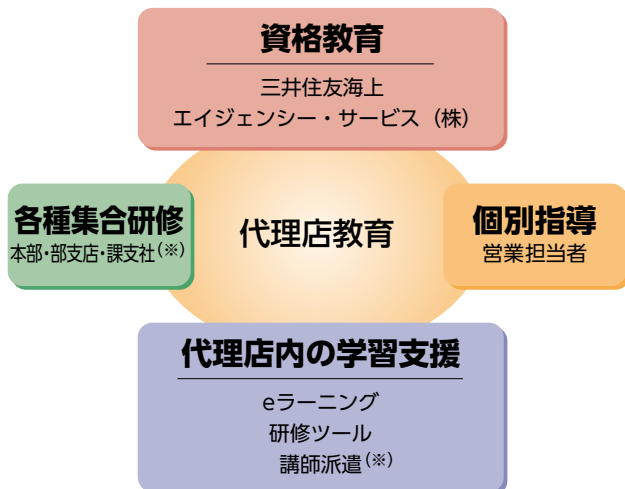 資格教育
三井住友海上
エイジェンシー・サービス（株）
各種集合研修
本部・部支店・課支社(※)
代理店教育
個別指導
営業担当者
代理店内の学習支援
eラーニング
研修ツール
講師派遣(※)